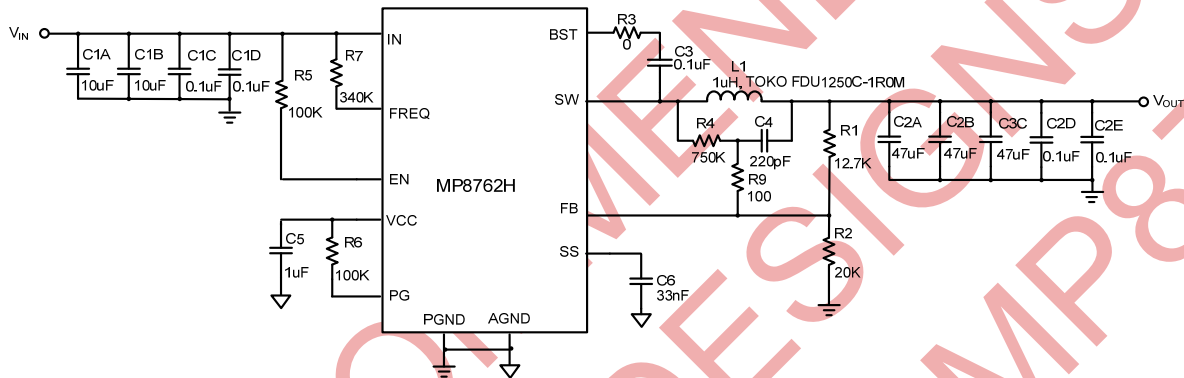 VIN
C1A
10uF
C1B
10uF
C1C
0.1uF
C1D
0.1uF
R5
100K
R7
340K
IN
FREQ
EN
VCC
PG
C5
1uF
R6
100K
MP8762H
PGND
AGND
BST
SW
FB
SS
R3
0
C3
0.1uF
L1
1uH, TOKO FDU1250C-1R0M
R4
750K
C4
220pF
R9
100
R1
12.7K
R2
20K
C6
33nF
C2A
47uF
C2B
47uF
C3C
47uF
C2D
0.1uF
C2E
0.1uF
VOUT
DESIGNS
MP8